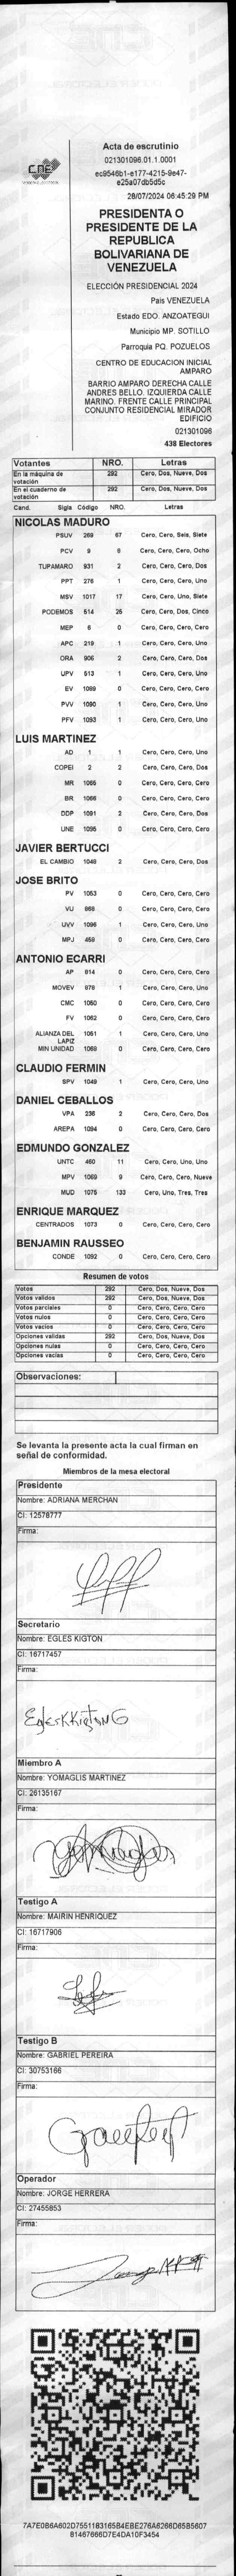 CNE
Acta de escrutinio
021301096.01.1.0001
ec9546b1-e177-4215-9e47-
e25a07db5d5c
28/07/2024 06:45:29 PM
PRESIDENTA O
PRESIDENTE DE LA
REPUBLICA
BOLIVARIANA DE
VENEZUELA
ELECCIÓN PRESIDENCIAL 2024
Pais VENEZUELA
Estado EDO. ANZOATEGUI
Municipio MP. SOTILLO
Parroquia PQ. POZUELOS
CENTRO DE EDUCACION INICIAL
AMPARO
BARRIO AMPARO DERECHA CALLE
ANDRES BELLO. IZQUIERDA CALLE
MARINO. FRENTE CALLE PRINCIPAL
CONJUNTO RESIDENCIAL MIRADOR
EDIFICIO
021301096
438 Electores
Votantes NRO. Letras
En la máquina de votación 292 Cero, Dos, Nueve, Dos
En el cuaderno de votación 292 Cero, Dos, Nueve, Dos
Cand. Sigla Código NRO. Letras
NICOLAS MADURO
PSUV 269 67 Cero, Cero, Seis, Siete
PCV 9 8 Cero, Cero, Cero, Ocho
TUPAMARO 931 2 Cero, Cero, Cero, Dos
PPT 276 1 Cero, Cero, Cero, Uno
MSV 1017 17 Cero, Cero, Uno, Siete
PODEMOS 514 25 Cero, Cero, Dos, Cinco
MEP 6 0 Cero, Cero, Cero, Cero
APC 219 1 Cero, Cero, Cero, Uno
ORA 906 2 Cero, Cero, Cero, Dos
UPV 513 1 Cero, Cero, Cero, Uno
EV 1089 0 Cero, Cero, Cero, Cero
PVV 1090 1 Cero, Cero, Cero, Uno
PFV 1093 1 Cero, Cero, Cero, Uno
LUIS MARTINEZ
AD 1 1 Cero, Cero, Cero, Uno
COPEI 2 2 Cero, Cero, Cero, Dos
MR 1065 0 Cero, Cero, Cero, Cero
BR 1066 0 Cero, Cero, Cero, Cero
DDP 1091 2 Cero, Cero, Cero, Dos
UNE 1095 0 Cero, Cero, Cero, Cero
JAVIER BERTUCCI
EL CAMBIO 1048 2 Cero, Cero, Cero, Dos
JOSE BRITO
PV 1053 0 Cero, Cero, Cero, Cero
VU 868 0 Cero, Cero, Cero, Cero
UVV 1096 1 Cero, Cero, Cero, Uno
MPJ 459 0 Cero, Cero, Cero, Cero
ANTONIO ECARRI
AP 614 0 Cero, Cero, Cero, Cero
MOVEV 878 1 Cero, Cero, Cero, Uno
CMC 1050 0 Cero, Cero, Cero, Cero
FV 1062 0 Cero, Cero, Cero, Cero
ALIANZA DEL LAPIZ 1051 1 Cero, Cero, Cero, Uno
MIN UNIDAD 1068 0 Cero, Cero, Cero, Cero
CLAUDIO FERMIN
SPV 1049 1 Cero, Cero, Cero, Uno
DANIEL CEBALLOS
VPA 236 2 Cero, Cero, Cero, Dos
AREPA 1094 0 Cero, Cero, Cero, Cero
EDMUNDO GONZALEZ
UNTC 460 11 Cero, Cero, Uno, Uno
MPV 1069 9 Cero, Cero, Cero, Nueve
MUD 1075 133 Cero, Uno, Tres, Tres
ENRIQUE MARQUEZ
CENTRADOS 1073 0 Cero, Cero, Cero, Cero
BENJAMIN RAUSSEO
CONDE 1092 0 Cero, Cero, Cero, Cero
Resumen de votos
Votos 292 Cero, Dos, Nueve, Dos
Votos validos 292 Cero, Dos, Nueve, Dos
Votos parciales 0 Cero, Cero, Cero, Cero
Votos nulos 0 Cero, Cero, Cero, Cero
Votos vacios 0 Cero, Cero, Cero, Cero
Opciones validas 292 Cero, Dos, Nueve, Dos
Opciones nulas 0 Cero, Cero, Cero, Cero
Opciones vacias 0 Cero, Cero, Cero, Cero
Observaciones:
Se levanta la presente acta la cual firman en
señal de conformidad.
Miembros de la mesa electoral
Presidente
Nombre: ADRIANA MERCHAN
CI: 12578777
Firma:
Secretario
Nombre: EGLES KIGTON
CI: 16717457
Firma:
EglesKKigtonG
Miembro A
Nombre: YOMAGLIS MARTINEZ
CI: 26135167
Firma:
Testigo A
Nombre: MAIRIN HENRIQUEZ
CI: 16717906
Firma:
Testigo B
Nombre: GABRIEL PEREIRA
CI: 30753166
Firma:
Operador
Nombre: JORGE HERRERA
CI: 27455853
Firma:
7A7E0B6A602D7551183165B4EBE276A6266D65B5607
B1467666D7E4DA10F3454